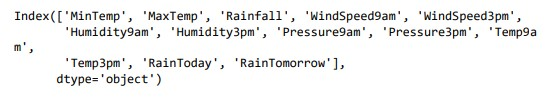 Index(['MinTemp', 'MaxTemp', 'Rainfall', 'WindSpeed9am', 'WindSpeed3pm',
'Humidity9am', 'Humidity3pm', 'Pressure9am', 'Pressure3pm', 'Temp9a
m',
'Temp3pm', 'RainToday', 'RainTomorrow'],
dtype='object')